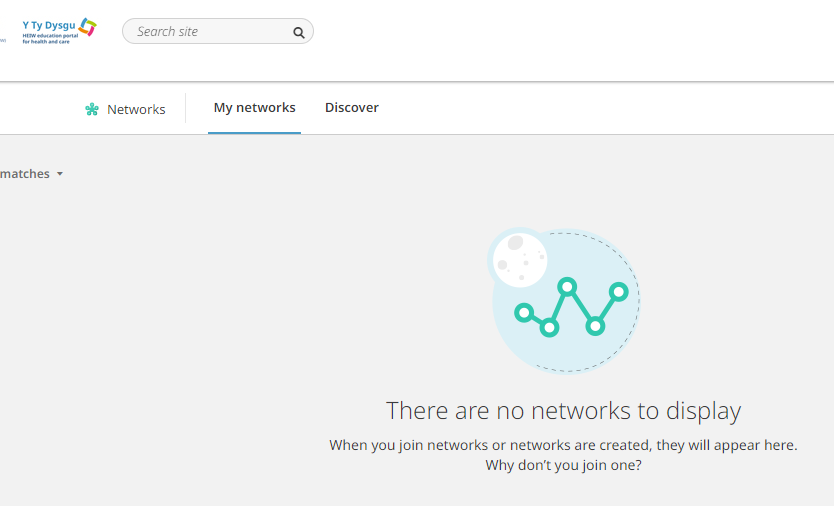 Y Ty Dysgu
HEIW education portal
for health and care
Search site
Networks
My networks
Discover
matches
There are no networks to display
When you join networks or networks are created, they will appear here.
Why don't you join one?